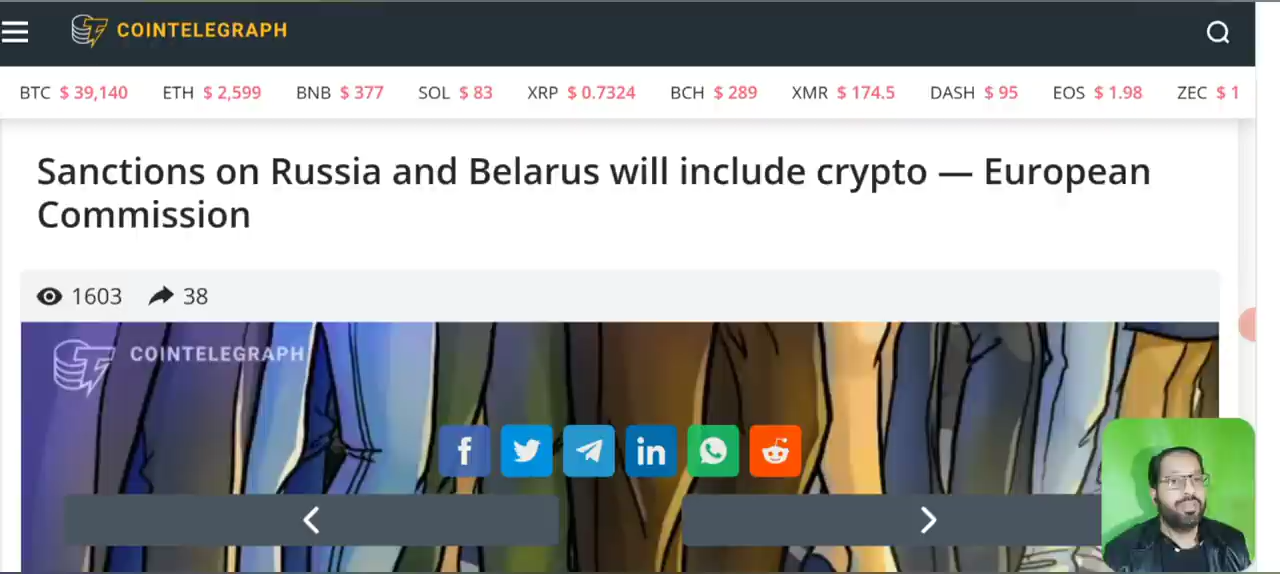 COINTELEGRAPH
BTC $ 39,140 ETH $ 2,599 BNB $ 377 SOL $ 83 XRP $ 0.7324 BCH $ 289 XMR $ 174.5 DASH $ 95 EOS $ 1.98 ZEC $ 1
Sanctions on Russia and Belarus will include crypto — European
Commission
1603 38
COINTELEGRAPH